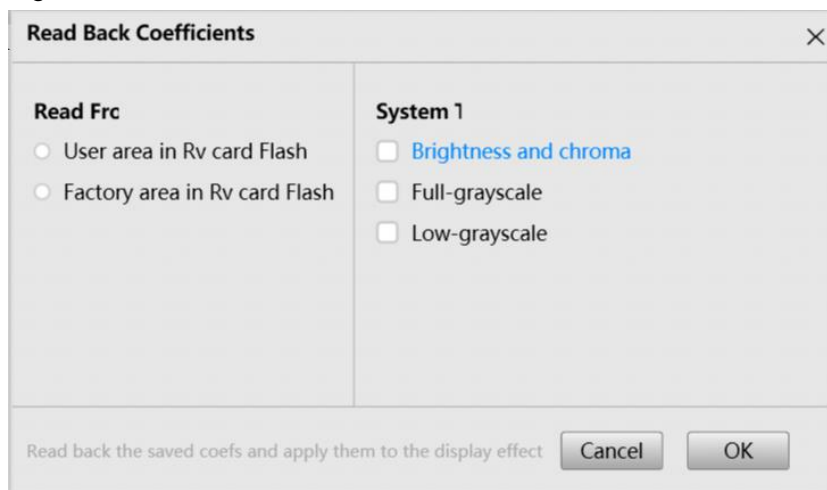 Read Back Coefficients
Read Frc
User area in Rv card Flash
Factory area in Rv card Flash
System 1
Brightness and chroma
Full-grayscale
Low-grayscale
Read back the saved coefs and apply them to the display effect
Cancel
OK